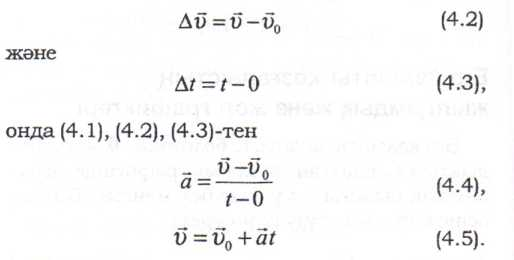 Δυ⃗ = υ⃗ − υ⃗₀ (4.2)
және
Δt = t − 0 (4.3),
онда (4.1), (4.2), (4.3)-тен
a⃗ = (υ⃗ − υ⃗₀)/(t − 0) (4.4),
υ⃗ = υ⃗₀ + a⃗t (4.5).